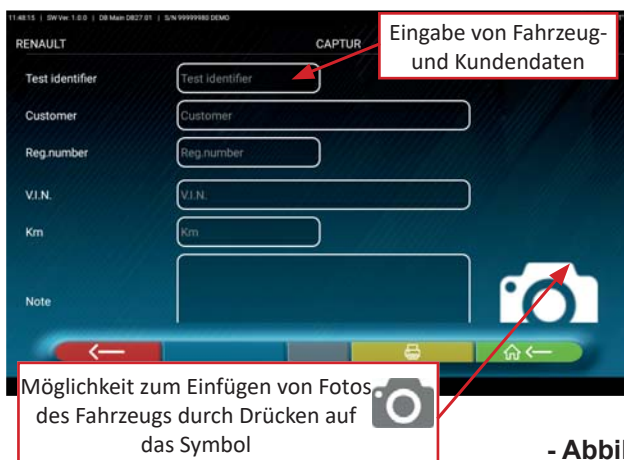 11:48:15 | SW Ver. 1.0.0 | DB Main DB27.01 | S/N 99999980 DEMO
RENAULT CAPTUR
Eingabe von Fahrzeug-
und Kundendaten
Test identifier Test identifier
Customer Customer
Reg.number Reg.number
V.I.N. V.I.N.
Km Km
Note
Möglichkeit zum Einfügen von Fotos
des Fahrzeugs durch Drücken auf
das Symbol
- Abbil